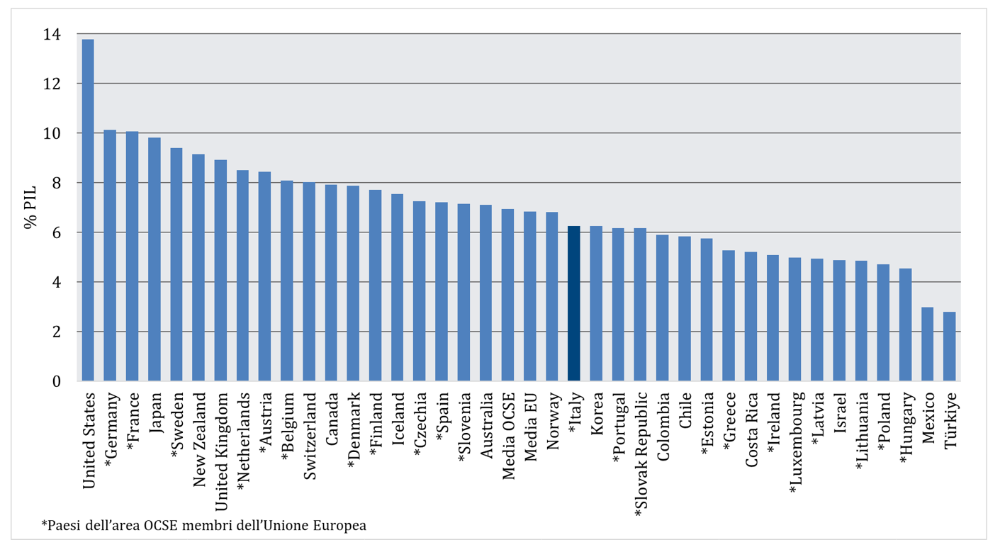 14
12
10
8
6
4
2
0
% PIL
United States
*Germany
*France
Japan
*Sweden
New Zealand
United Kingdom
*Netherlands
*Austria
*Belgium
Switzerland
Canada
*Denmark
*Finland
Iceland
*Czechia
*Spain
*Slovenia
Australia
Media OCSE
Media EU
Norway
*Italy
Korea
*Portugal
*Slovak Republic
Colombia
Chile
*Estonia
*Greece
Costa Rica
*Ireland
*Luxembourg
*Latvia
Israel
*Lithuania
*Poland
*Hungary
Mexico
Türkiye
*Paesi dell’area OCSE membri dell’Unione Europea